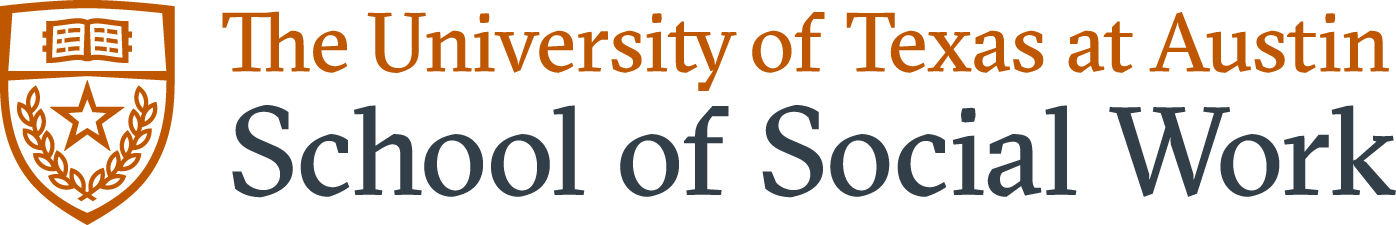 The University of Texas at Austin
School of Social Work